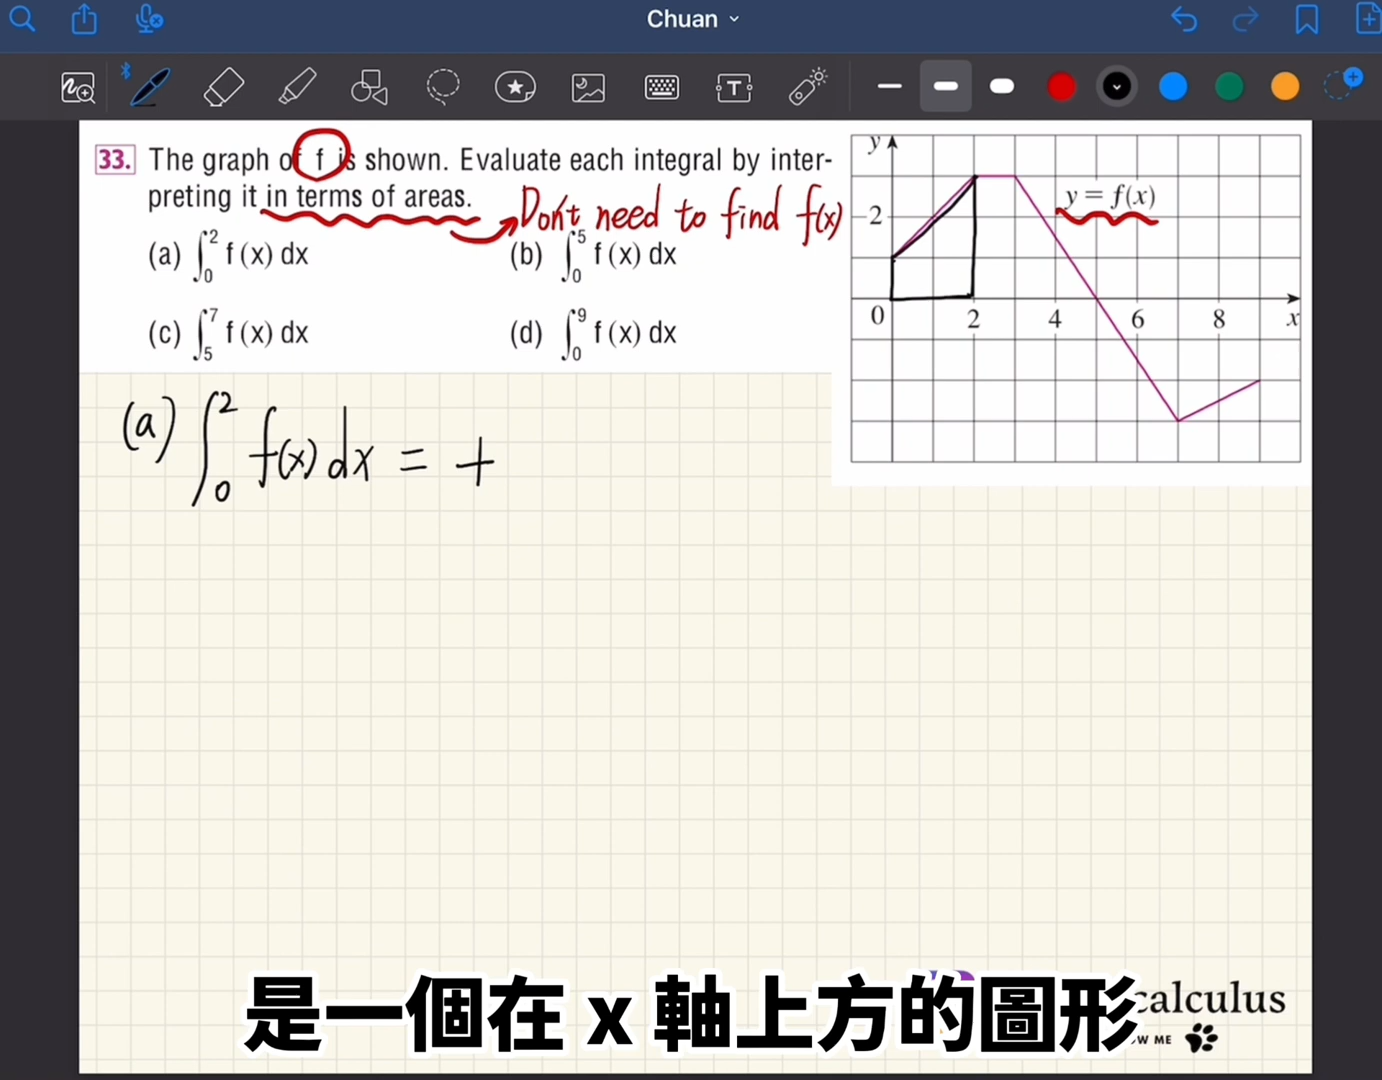 Chuan
33. The graph of f is shown. Evaluate each integral by inter-
preting it in terms of areas.
Don't need to find f(x)
(a) ∫₀² f(x) dx
(b) ∫₀⁵ f(x) dx
(c) ∫₅⁷ f(x) dx
(d) ∫₀⁹ f(x) dx
y
2
y = f(x)
0 2 4 6 8 x
(a) ∫₀² f(x) dx = +
是一個在 x 軸上方的圖形
calculus
W ME